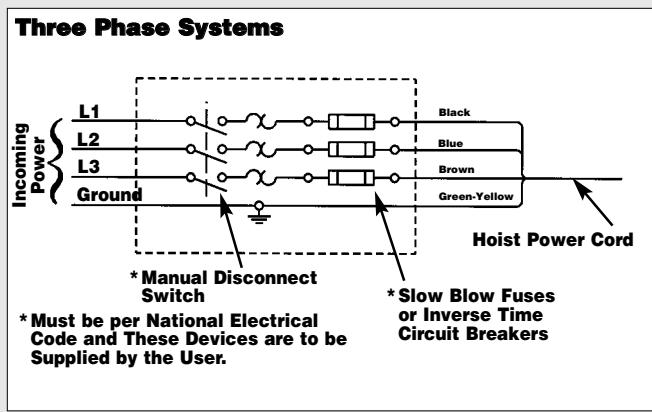 Three Phase Systems
Incoming
Power
L1
L2
L3
Ground
Black
Blue
Brown
Green-Yellow
Hoist Power Cord
* Manual Disconnect
Switch
* Slow Blow Fuses
or Inverse Time
Circuit Breakers
* Must be per National Electrical
Code and These Devices are to be
Supplied by the User.